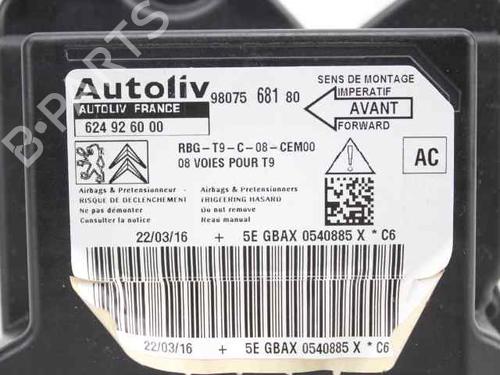 Autoliv
AUTOLIV FRANCE
624 92 60 00
98075 681 80
SENS DE MONTAGE
IMPERATIF
AVANT
FORWARD
RBG-T9-C-08-CEM00
08 VOIES POUR T9
AC
Airbags & Pretensionneur
RISQUE DE DECLENCHEMENT
Ne pas démonter
Consulter la notice
Airbags & Pretensioners
TRIGEERING HASARD
Do not remove
Read manual
22/03/16 + 5E GBAX 0540885 X * C6
22/03/16 + 5E GBAX 0540885 X * C6
B-PARTS